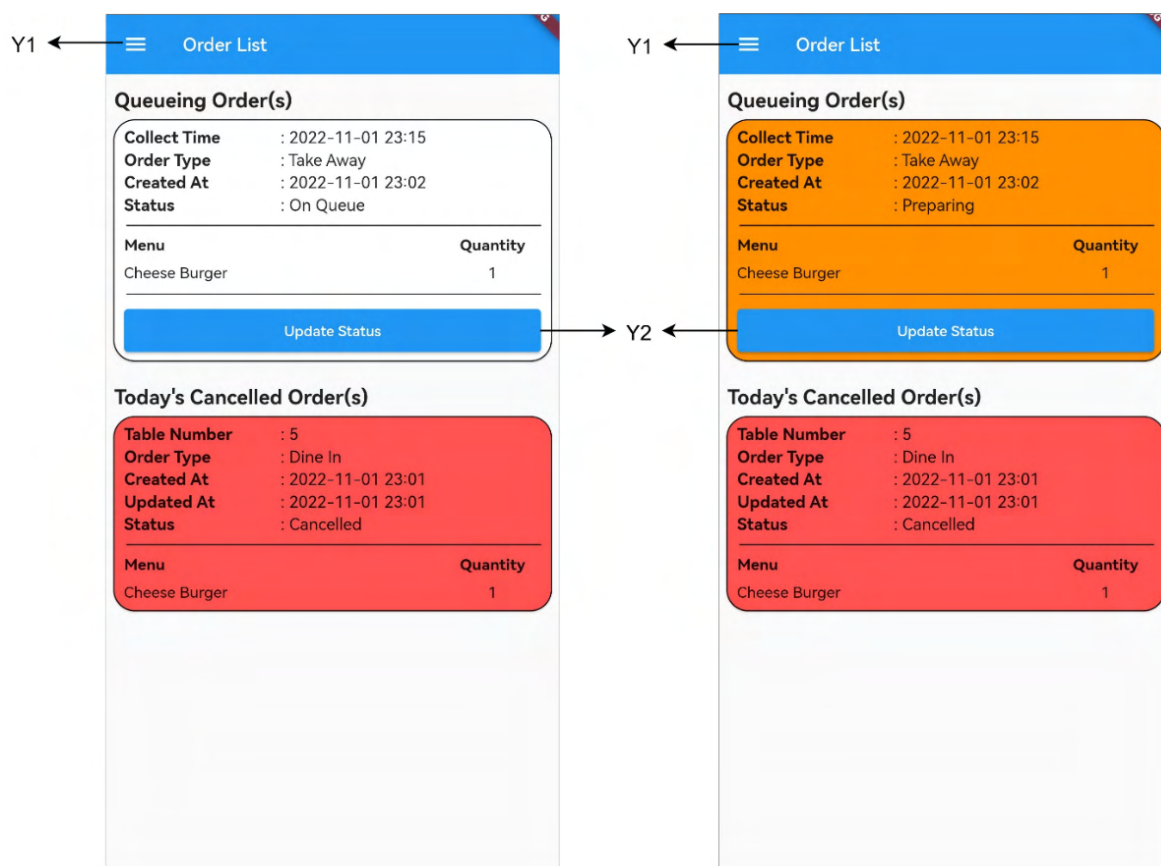 Y1
Order List
Queueing Order(s)
Collect Time : 2022-11-01 23:15
Order Type : Take Away
Created At : 2022-11-01 23:02
Status : On Queue
Menu Quantity
Cheese Burger 1
Update Status
Today's Cancelled Order(s)
Table Number : 5
Order Type : Dine In
Created At : 2022-11-01 23:01
Updated At : 2022-11-01 23:01
Status : Cancelled
Menu Quantity
Cheese Burger 1
Y2
Y1
Order List
Queueing Order(s)
Collect Time : 2022-11-01 23:15
Order Type : Take Away
Created At : 2022-11-01 23:02
Status : Preparing
Menu Quantity
Cheese Burger 1
Update Status
Today's Cancelled Order(s)
Table Number : 5
Order Type : Dine In
Created At : 2022-11-01 23:01
Updated At : 2022-11-01 23:01
Status : Cancelled
Menu Quantity
Cheese Burger 1